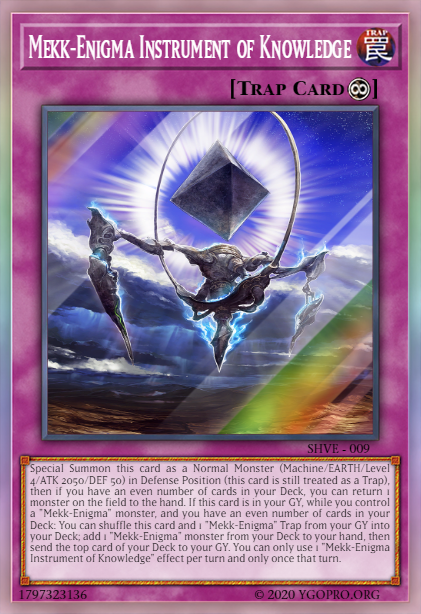 Mekk-Enigma Instrument of Knowledge
TRAP
罠
[Trap Card]
SHVE - 009
Special Summon this card as a Normal Monster (Machine/EARTH/Level
4/ATK 2050/DEF 50) in Defense Position (this card is still treated as a Trap),
then if you have an even number of cards in your Deck, you can return 1
monster on the field to the hand. If this card is in your GY, while you control
a "Mekk-Enigma" monster, and you have an even number of cards in your
Deck: You can shuffle this card and 1 "Mekk-Enigma" Trap from your GY into
your Deck; add 1 "Mekk-Enigma" monster from your Deck to your hand, then
send the top card of your Deck to your GY. You can only use 1 "Mekk-Enigma
Instrument of Knowledge" effect per turn and only once that turn.
1797323136
© 2020 YGOPRO.ORG